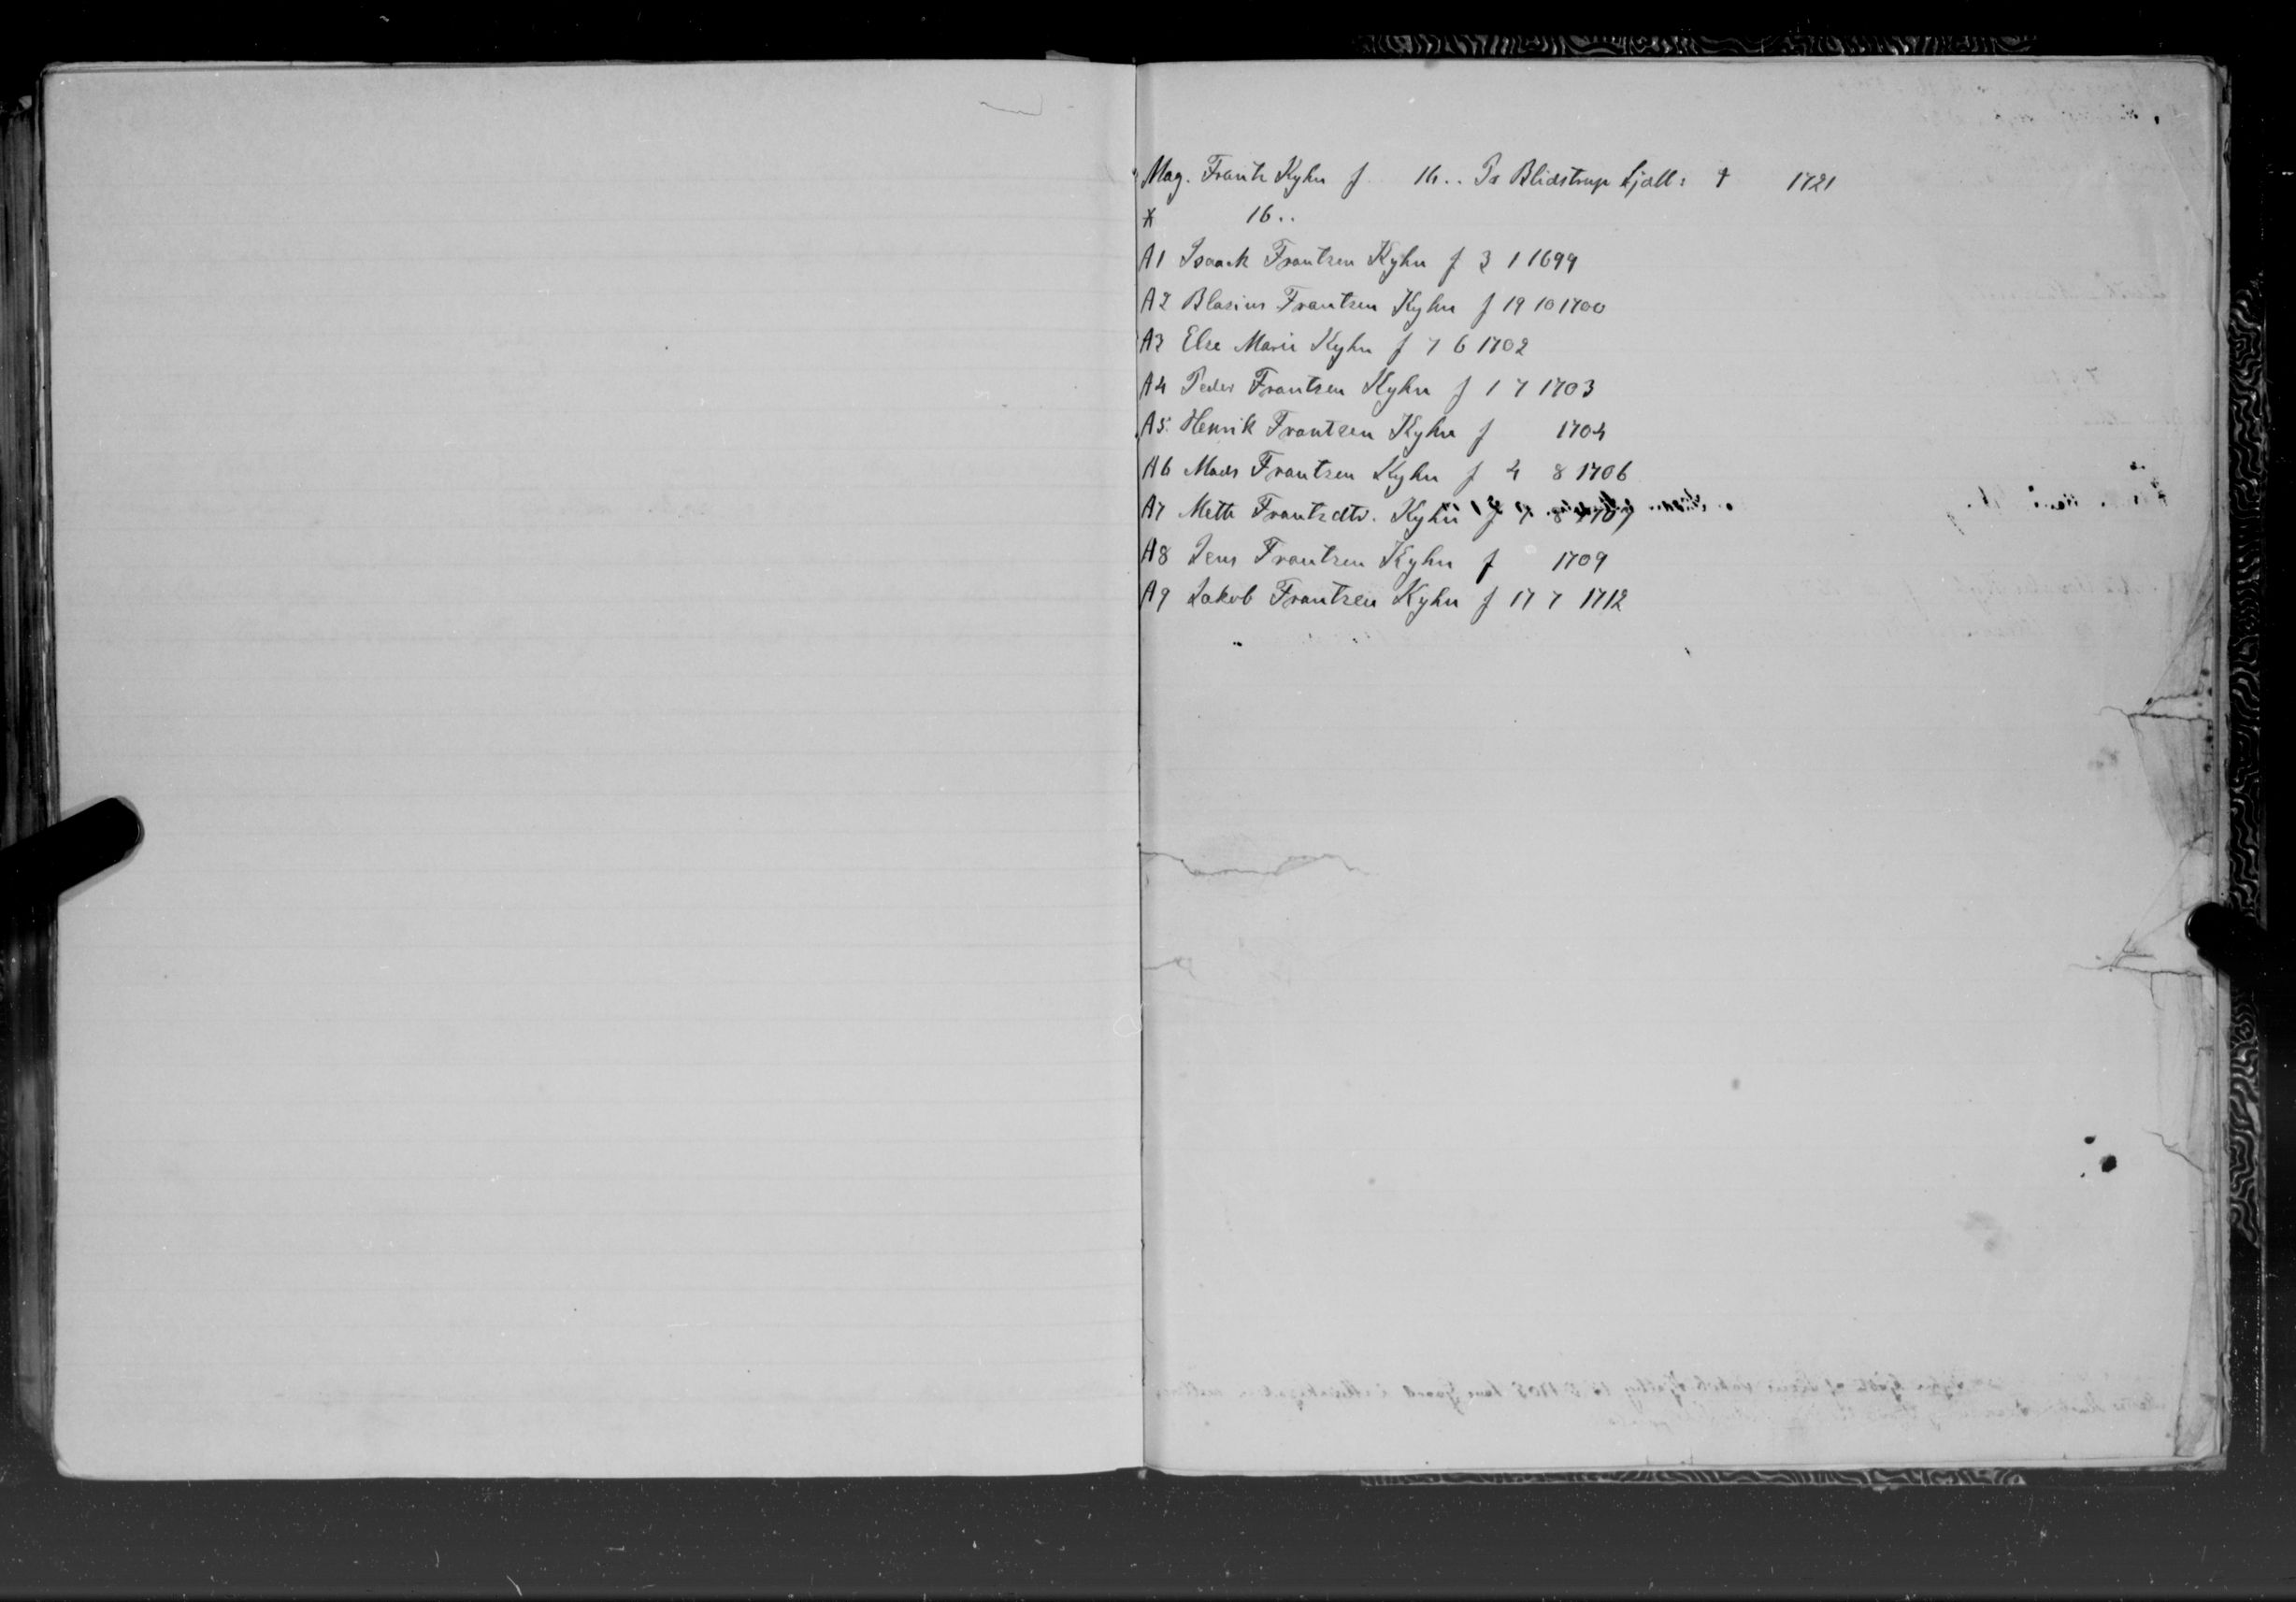 Mag. Frantz Kyhn f 16.. Pr Blidstrup Sjæll: † 1721
X 16..
A1 Isaack Frantzen Kyhn f 3 1 1699
A2 Blasius Frantzen Kyhn f 19 10 1700
A3 Else Marie Kyhn f 7 6 1702
A4 Peder Frantzen Kyhn f 1 7 1703
A5. Henrik Frantzen Kyhn f 1704
A6 Mads Frantzen Kyhn f 4 8 1706
A7 Mette Frantzdtr. Kyhn f 7 8 1707
A8 Jens Frantzen Kyhn f 1709
A9 Jakob Frantzen Kyhn f 17 7 1712